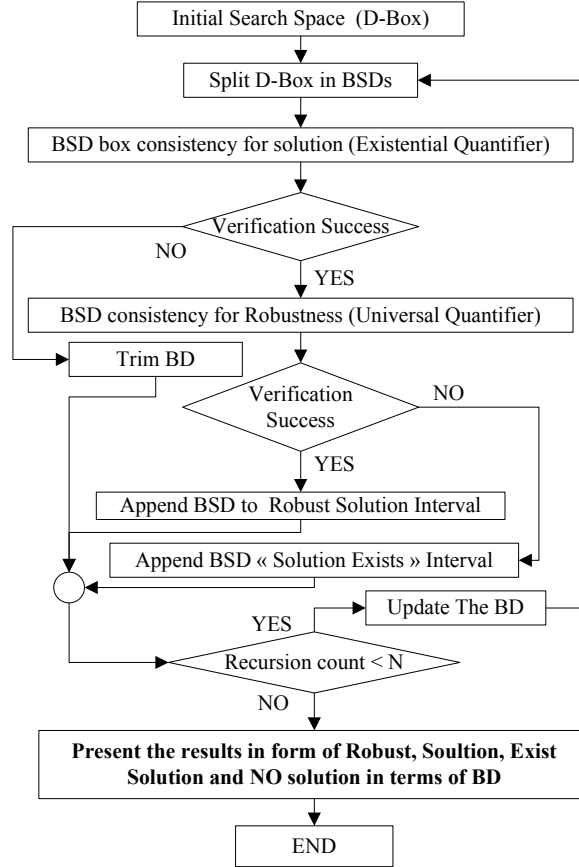 Initial Search Space (D-Box)
Split D-Box in BSDs
BSD box consistency for solution (Existential Quantifier)
Verification Success
NO
YES
BSD consistency for Robustness (Universal Quantifier)
Trim BD
Verification
Success
NO
YES
Append BSD to Robust Solution Interval
Append BSD « Solution Exists » Interval
Update The BD
YES
Recursion count < N
NO
Present the results in form of Robust, Soultion, Exist
Solution and NO solution in terms of BD
END